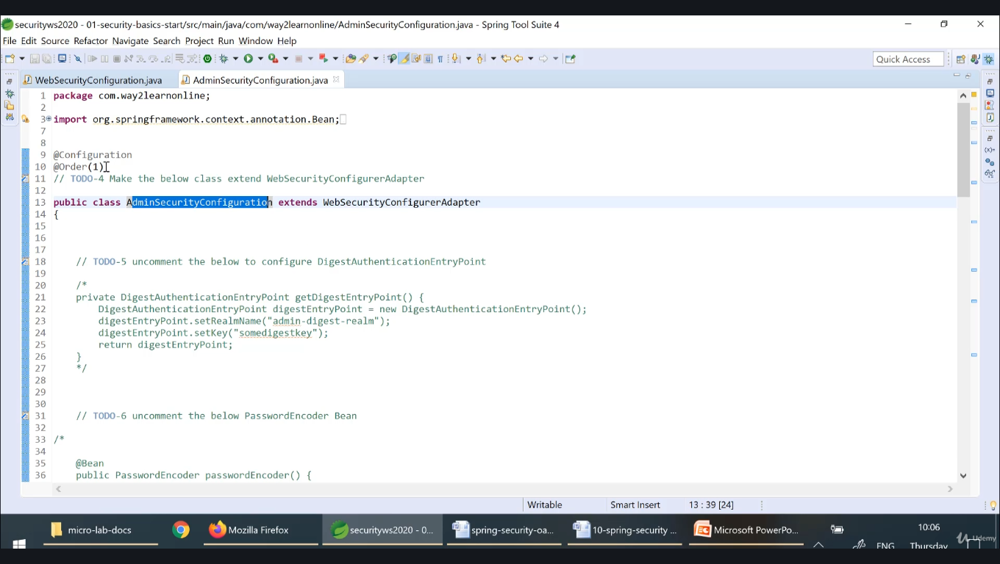 securityws2020 - 01-security-basics-start/src/main/java/com/way2learnonline/AdminSecurityConfiguration.java - Spring Tool Suite 4
File Edit Source Refactor Navigate Search Project Run Window Help
Quick Access
WebSecurityConfiguration.java AdminSecurityConfiguration.java
1 package com.way2learnonline;
2
3 import org.springframework.context.annotation.Bean;
7
8
9 @Configuration
10 @Order(1)
11 // TODO-4 Make the below class extend WebSecurityConfigurerAdapter
12
13 public class AdminSecurityConfiguration extends WebSecurityConfigurerAdapter
14 {
15
16
17
18 // TODO-5 uncomment the below to configure DigestAuthenticationEntryPoint
19
20 /*
21 private DigestAuthenticationEntryPoint getDigestEntryPoint() {
22 DigestAuthenticationEntryPoint digestEntryPoint = new DigestAuthenticationEntryPoint();
23 digestEntryPoint.setRealmName("admin-digest-realm");
24 digestEntryPoint.setKey("somedigestkey");
25 return digestEntryPoint;
26 }
27 */
28
29
30
31 // TODO-6 uncomment the below PasswordEncoder Bean
32
33 /*
34
35 @Bean
36 public PasswordEncoder passwordEncoder() {
Writable Smart Insert 13 : 39 [24]
micro-lab-docs Mozilla Firefox securityws2020 - 0... spring-security-oa... 10-spring-security ... Microsoft PowerPo... 10:06
ENG Thursday
Udemy